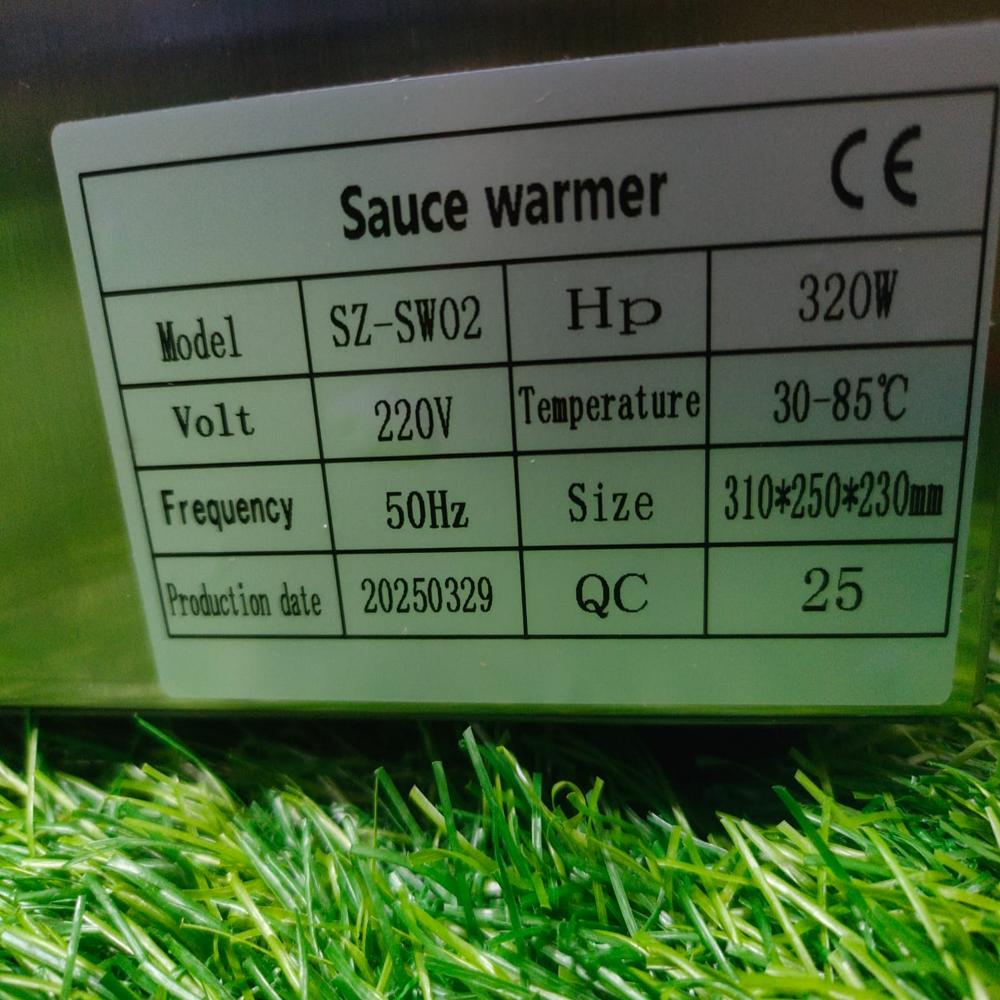 Sauce warmer CE
Model SZ-SW02 Hp 320W
Volt 220V Temperature 30-85℃
Frequency 50Hz Size 310*250*230mm
Production date 20250329 QC 25